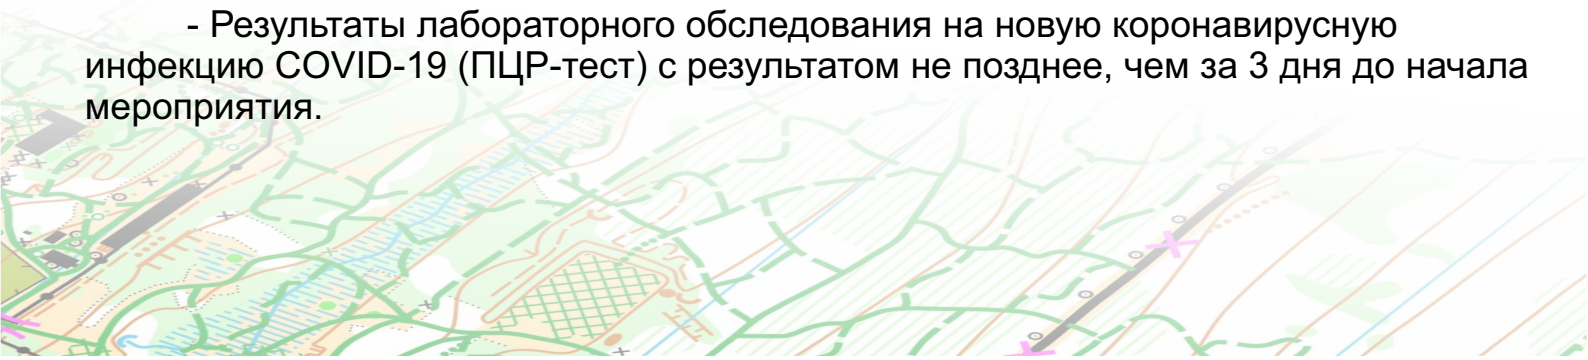 - Результаты лабораторного обследования на новую коронавирусную
инфекцию COVID-19 (ПЦР-тест) с результатом не позднее, чем за 3 дня до начала
мероприятия.